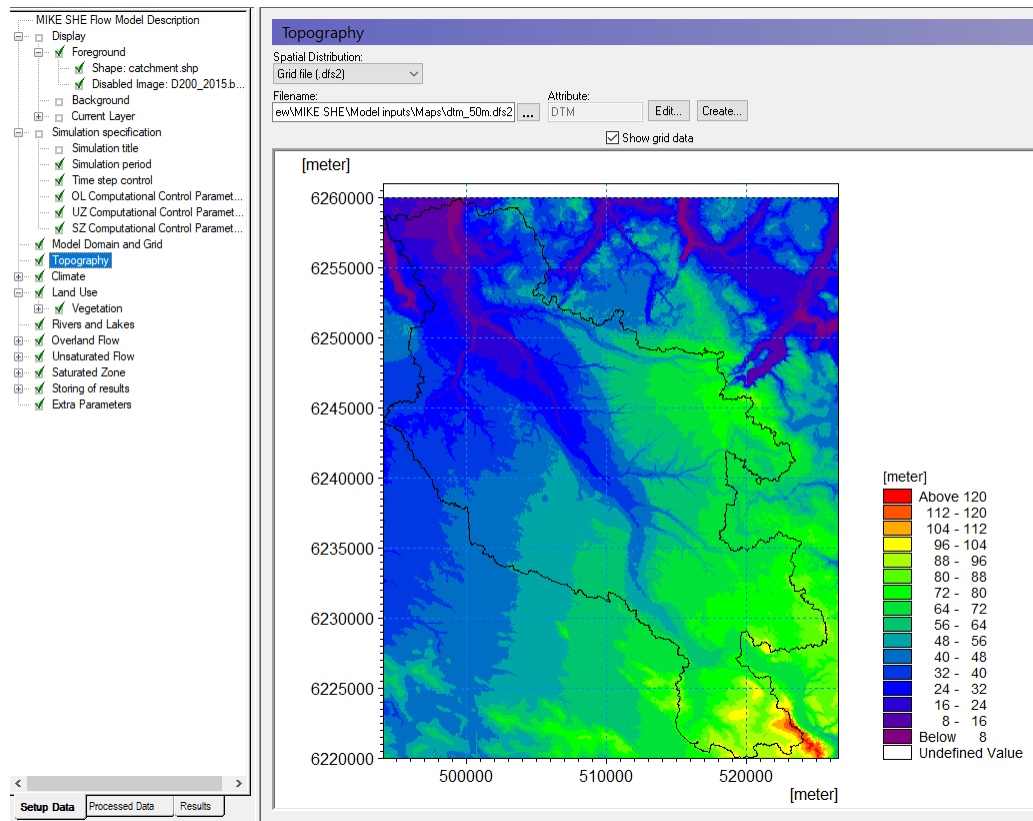 MIKE SHE Flow Model Description
Display
Foreground
Shape: catchment.shp
Disabled Image: D200_2015.b...
Background
Current Layer
Simulation specification
Simulation title
Simulation period
Time step control
OL Computational Control Paramet...
UZ Computational Control Paramet...
SZ Computational Control Paramet...
Model Domain and Grid
Topography
Climate
Land Use
Vegetation
Rivers and Lakes
Overland Flow
Unsaturated Flow
Saturated Zone
Storing of results
Extra Parameters
Setup Data
Processed Data
Results
Topography
Spatial Distribution:
Grid file (.dfs2)
Filename:
Attribute:
ew\MIKE SHE\Model inputs\Maps\dtm_50m.dfs2
...
DTM
Edit...
Create...
Show grid data
[meter]
6260000
6255000
6250000
6245000
6240000
6235000
6230000
6225000
6220000
500000
510000
520000
[meter]
[meter]
Above 120
112 - 120
104 - 112
96 - 104
88 - 96
80 - 88
72 - 80
64 - 72
56 - 64
48 - 56
40 - 48
32 - 40
24 - 32
16 - 24
8 - 16
Below 8
Undefined Value